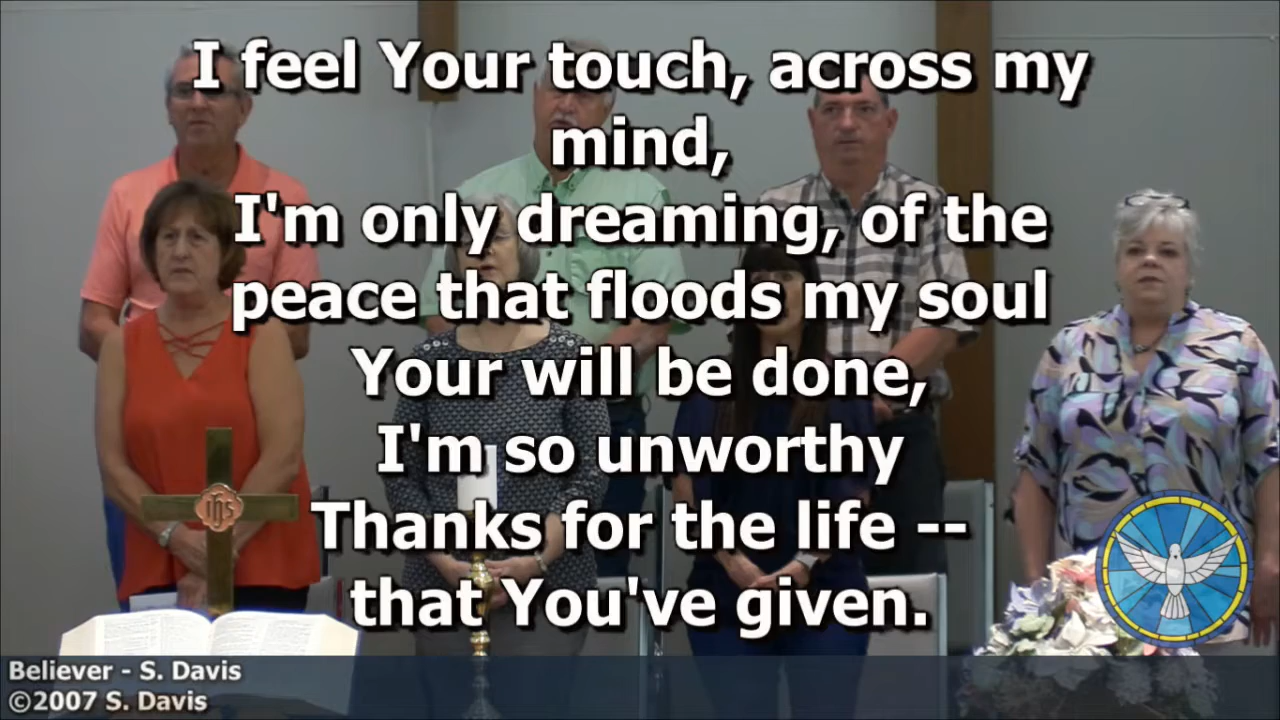 I feel Your touch, across my
mind,
I'm only dreaming, of the
peace that floods my soul
Your will be done,
I'm so unworthy
Thanks for the life --
that You've given.
IHS
Believer - S. Davis
©2007 S. Davis